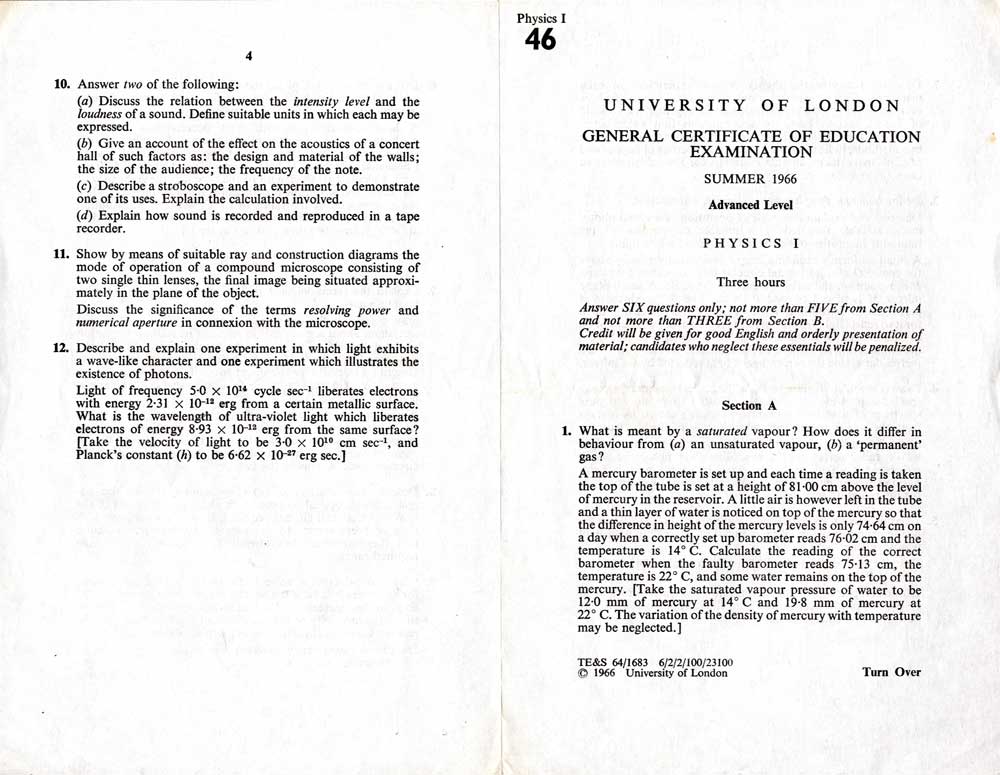 4
10. Answer two of the following:
(a) Discuss the relation between the intensity level and the
loudness of a sound. Define suitable units in which each may be
expressed.
(b) Give an account of the effect on the acoustics of a concert
hall of such factors as: the design and material of the walls;
the size of the audience; the frequency of the note.
(c) Describe a stroboscope and an experiment to demonstrate
one of its uses. Explain the calculation involved.
(d) Explain how sound is recorded and reproduced in a tape
recorder.
11. Show by means of suitable ray and construction diagrams the
mode of operation of a compound microscope consisting of
two single thin lenses, the final image being situated approxi-
mately in the plane of the object.
Discuss the significance of the terms resolving power and
numerical aperture in connexion with the microscope.
12. Describe and explain one experiment in which light exhibits
a wave-like character and one experiment which illustrates the
existence of photons.
Light of frequency 5·0 × 10¹⁴ cycle sec⁻¹ liberates electrons
with energy 2·31 × 10⁻¹² erg from a certain metallic surface.
What is the wavelength of ultra-violet light which liberates
electrons of energy 8·93 × 10⁻¹² erg from the same surface?
[Take the velocity of light to be 3·0 × 10¹⁰ cm sec⁻¹, and
Planck's constant (h) to be 6·62 × 10⁻²⁷ erg sec.]
Physics I
46
UNIVERSITY OF LONDON
GENERAL CERTIFICATE OF EDUCATION
EXAMINATION
SUMMER 1966
Advanced Level
PHYSICS I
Three hours
Answer SIX questions only; not more than FIVE from Section A
and not more than THREE from Section B.
Credit will be given for good English and orderly presentation of
material; candidates who neglect these essentials will be penalized.
Section A
1. What is meant by a saturated vapour? How does it differ in
behaviour from (a) an unsaturated vapour, (b) a 'permanent'
gas?
A mercury barometer is set up and each time a reading is taken
the top of the tube is set at a height of 81·00 cm above the level
of mercury in the reservoir. A little air is however left in the tube
and a thin layer of water is noticed on top of the mercury so that
the difference in height of the mercury levels is only 74·64 cm on
a day when a correctly set up barometer reads 76·02 cm and the
temperature is 14° C. Calculate the reading of the correct
barometer when the faulty barometer reads 75·13 cm, the
temperature is 22° C, and some water remains on the top of the
mercury. [Take the saturated vapour pressure of water to be
12·0 mm of mercury at 14° C and 19·8 mm of mercury at
22° C. The variation of the density of mercury with temperature
may be neglected.]
TE&S 64/1683 6/2/2/100/23100
© 1966 University of London
Turn Over